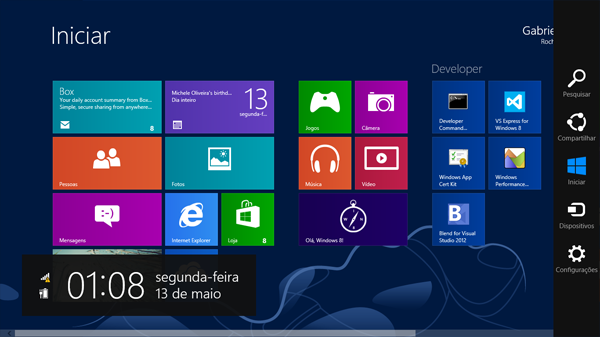 Iniciar
Gabrie
Roch
Developer
Box
Your daily account summary from Box...
Simple, secure sharing from anywhere...
8
Michele Oliveira's birthd...
Dia inteiro
13
segunda-f...
Jogos
Câmera
Developer
Command...
VS Express for
Windows 8
Pessoas
Fotos
Música
Vídeo
Windows App
Cert Kit
Windows
Performance...
Mensagens
Internet Explorer
Loja
8
Olá, Windows 8!
Blend for Visual
Studio 2012
01:08
segunda-feira
13 de maio
Pesquisar
Compartilhar
Iniciar
Dispositivos
Configurações